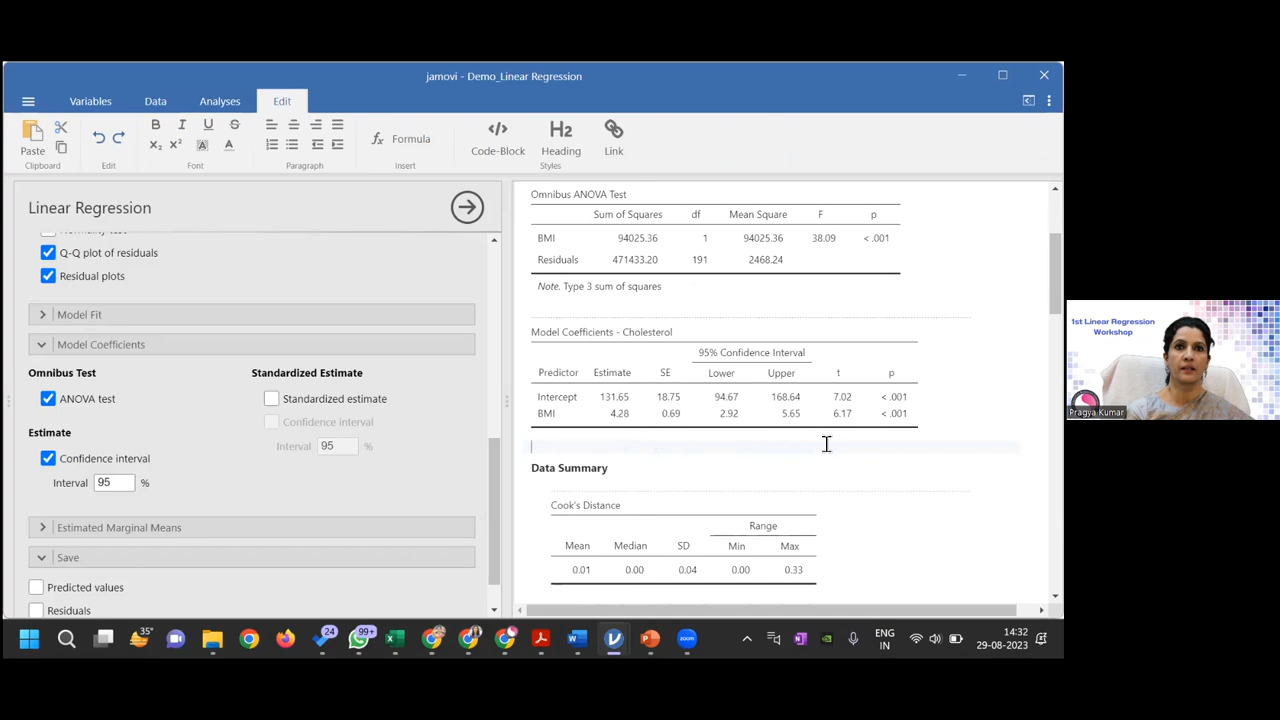 jamovi - Demo_Linear Regression
Variables Data Analyses Edit
Paste B I U S Formula </> H2 Code-Block Heading Link
Clipboard Edit Font Paragraph Insert Styles
Linear Regression
Q-Q plot of residuals
Residual plots
Model Fit
Model Coefficients
Omnibus Test Standardized Estimate
ANOVA test Standardized estimate
Confidence interval
Estimate Interval 95 %
Confidence interval
Interval 95 %
Estimated Marginal Means
Save
Predicted values
Residuals
Omnibus ANOVA Test
Sum of Squares df Mean Square F p
BMI 94025.36 1 94025.36 38.09 < .001
Residuals 471433.20 191 2468.24
Note. Type 3 sum of squares
Model Coefficients - Cholesterol
95% Confidence Interval
Predictor Estimate SE Lower Upper t p
Intercept 131.65 18.75 94.67 168.64 7.02 < .001
BMI 4.28 0.69 2.92 5.65 6.17 < .001
Data Summary
Cook's Distance
Range
Mean Median SD Min Max
0.01 0.00 0.04 0.00 0.33
1st Linear Regression
Workshop
Pragya Kumar
35° 24 99+ zoom ENG
IN
14:32
29-08-2023